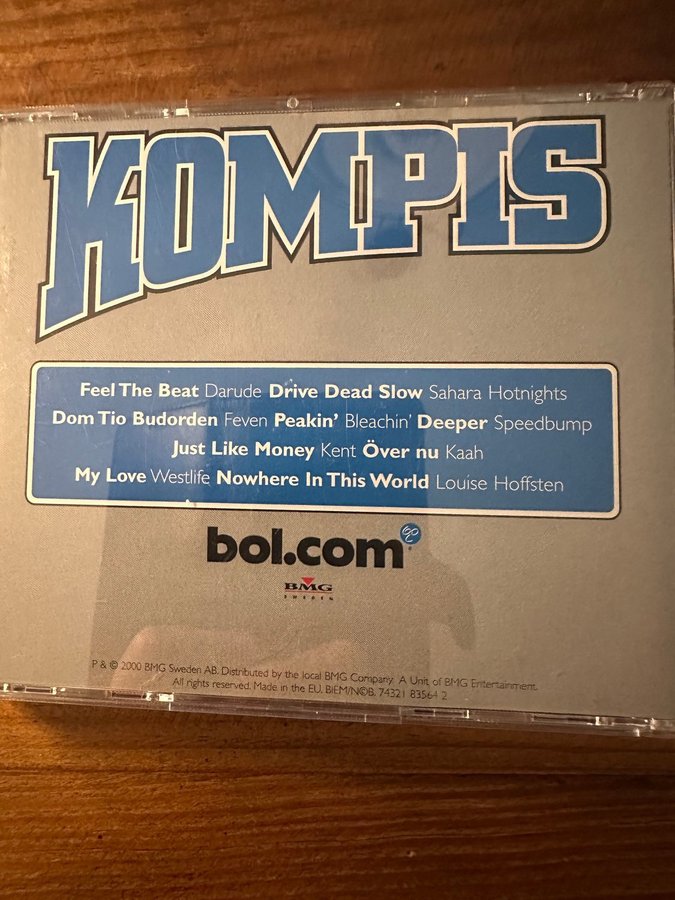 KOMPIS
Feel The Beat Darude Drive Dead Slow Sahara Hotnights
Dom Tio Budorden Feven Peakin' Bleachin' Deeper Speedbump
Just Like Money Kent Över nu Kaah
My Love Westlife Nowhere In This World Louise Hoffsten
bol.com
BMG
SWEDEN
P & © 2000 BMG Sweden AB. Distributed by the local BMG Company. A Unit of BMG Entertainment.
All rights reserved. Made in the EU. BIEM/N©B. 74321 83564 2